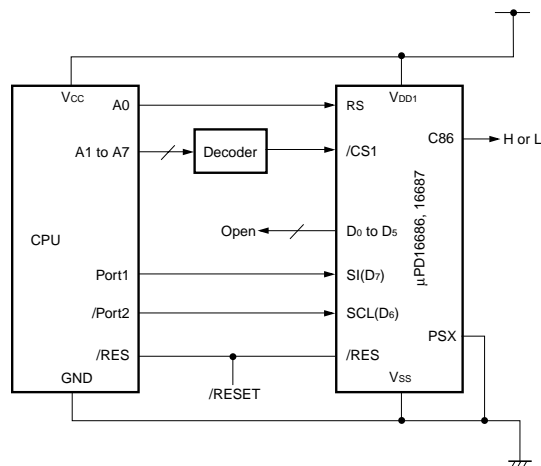 VCC
VDD1
A0
RS
C86
H or L
A1 to A7
Decoder
/CS1
CPU
Open
D0 to D5
μPD16686, 16687
Port1
SI(D7)
/Port2
SCL(D6)
PSX
/RES
/RES
GND
/RESET
VSS